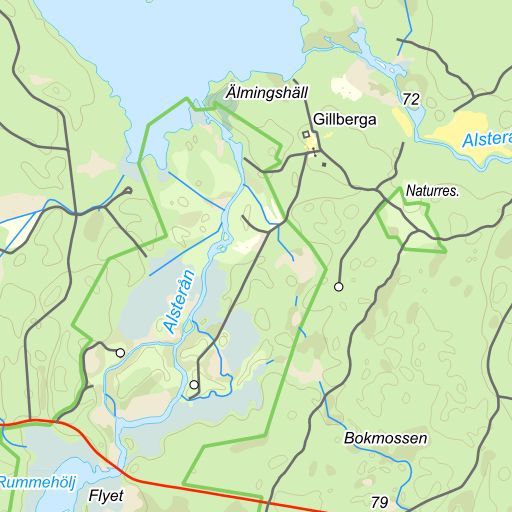 Älmingshäll
72
Gillberga
Alsterå
Naturres.
Alsterån
Bokmossen
Rummehölj
Flyet
79